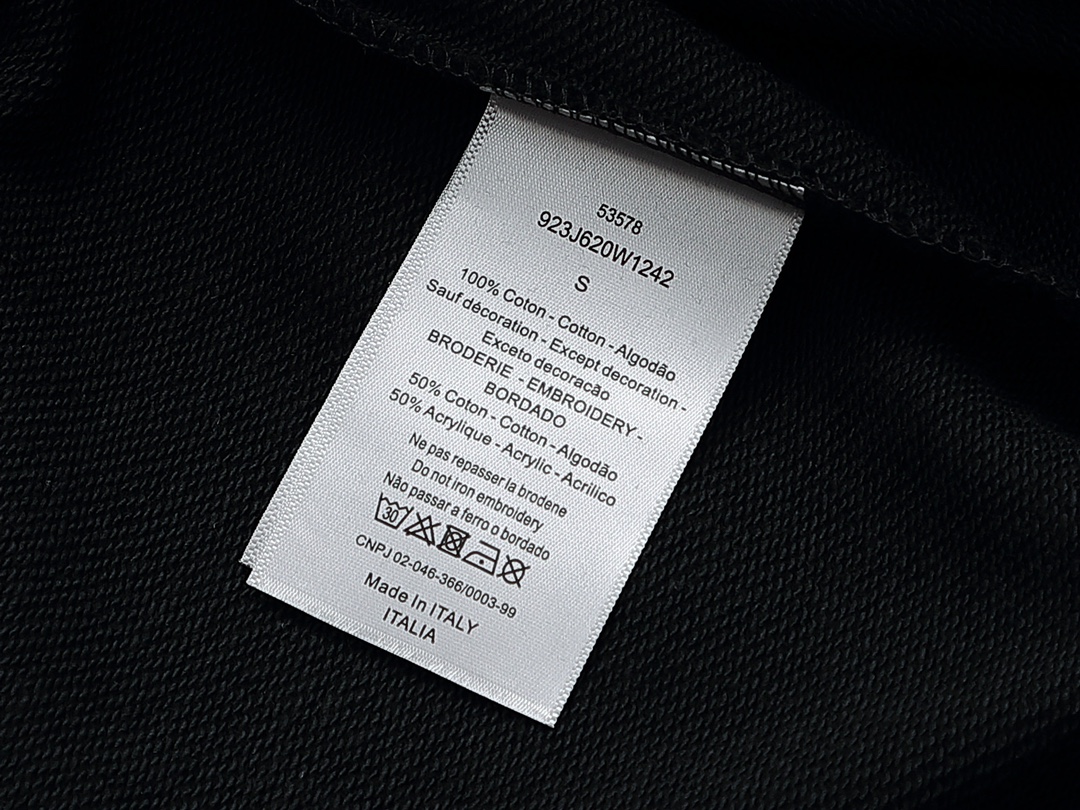 53578
923J620W1242
S
100% Coton - Cotton - Algodão
Sauf décoration - Except decoration -
Exceto decoracão
BRODERIE - EMBROIDERY -
BORDADO
50% Coton - Cotton - Algodão
50% Acrylique - Acrylic - Acrilico
Ne pas repasser la brodene
Do not iron embroidery
Não passar a ferro o bordado
30
CNPJ 02-046-366/0003-99
Made In ITALY
ITALIA